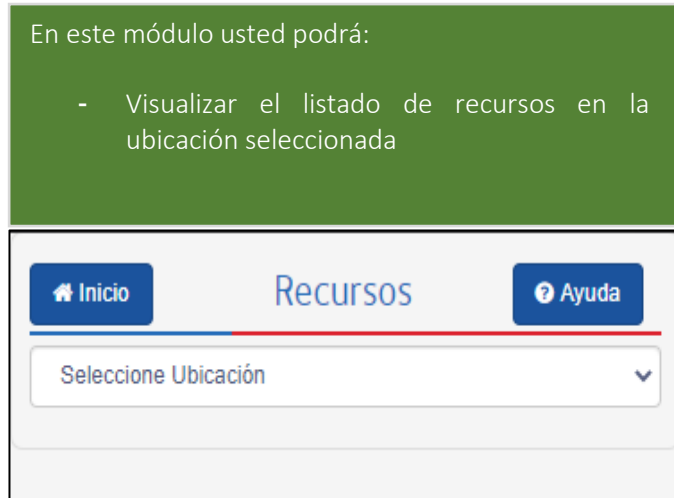 En este módulo usted podrá:
- Visualizar el listado de recursos en la
ubicación seleccionada
Inicio
Recursos
Ayuda
Seleccione Ubicación